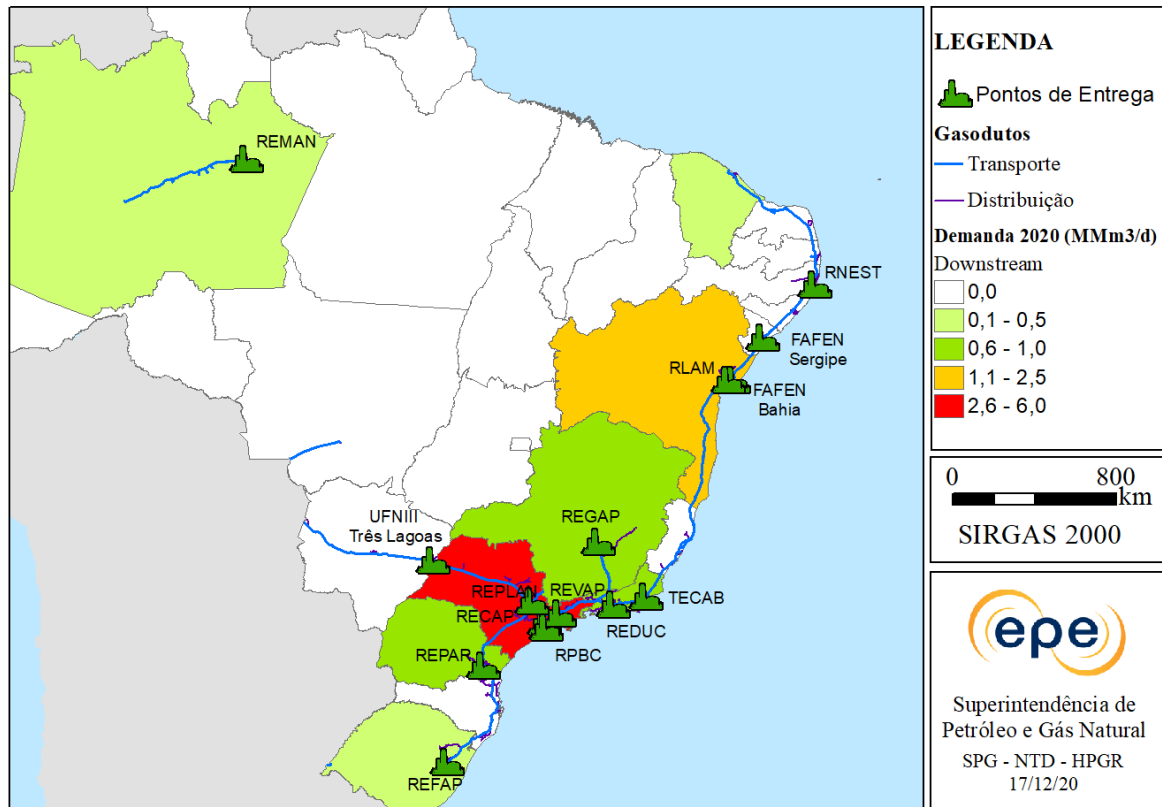 REMAN
RNEST
FAFEN
Sergipe
RLAM
FAFEN
Bahia
UFNIII
Três Lagoas
REGAP
REPLAN
REVAP
TECAB
RECAP
REDUC
RPBC
REPAR
REFAP
LEGENDA
Pontos de Entrega
Gasodutos
Transporte
Distribuição
Demanda 2020 (MMm3/d)
Downstream
0,0
0,1 - 0,5
0,6 - 1,0
1,1 - 2,5
2,6 - 6,0
0 800
km
SIRGAS 2000
epe
Superintendência de
Petróleo e Gás Natural
SPG - NTD - HPGR
17/12/20